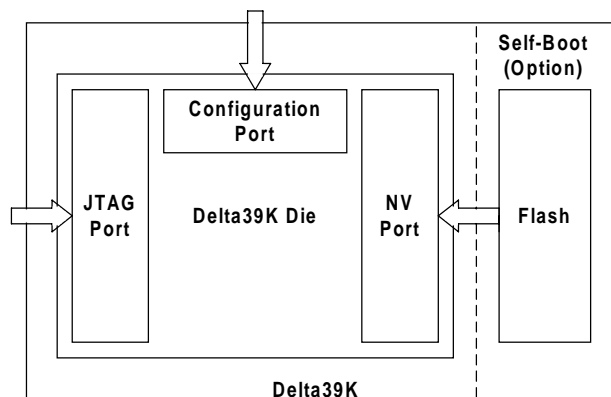 Self-Boot
(Option)
Configuration
Port
JTAG
Port
Delta39K Die
NV
Port
Flash
Delta39K